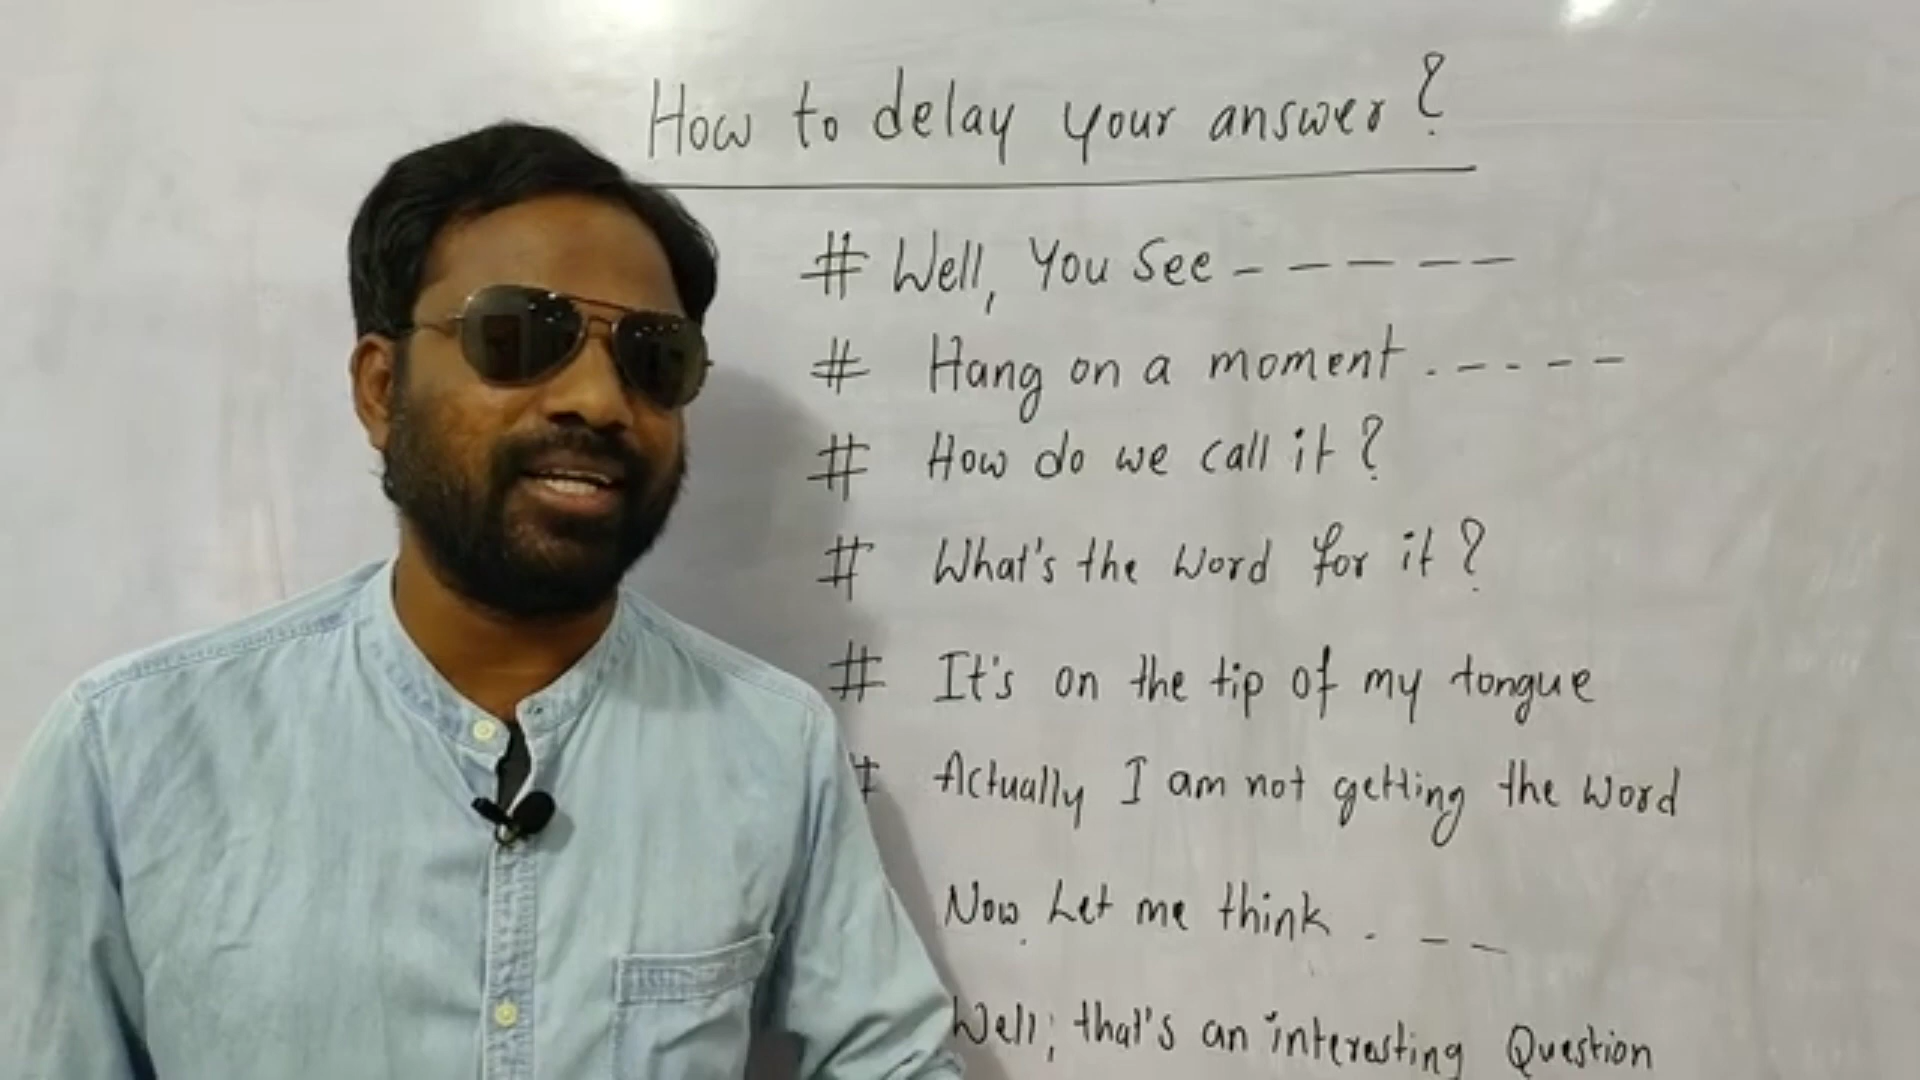 How to delay your answer?
# Well, You See - - - - -
# Hang on a moment . - - - -
# How do we call it?
# What's the word for it?
# It's on the tip of my tongue
# Actually I am not getting the word
Now Let me think . - -
Well; that's an interesting Question